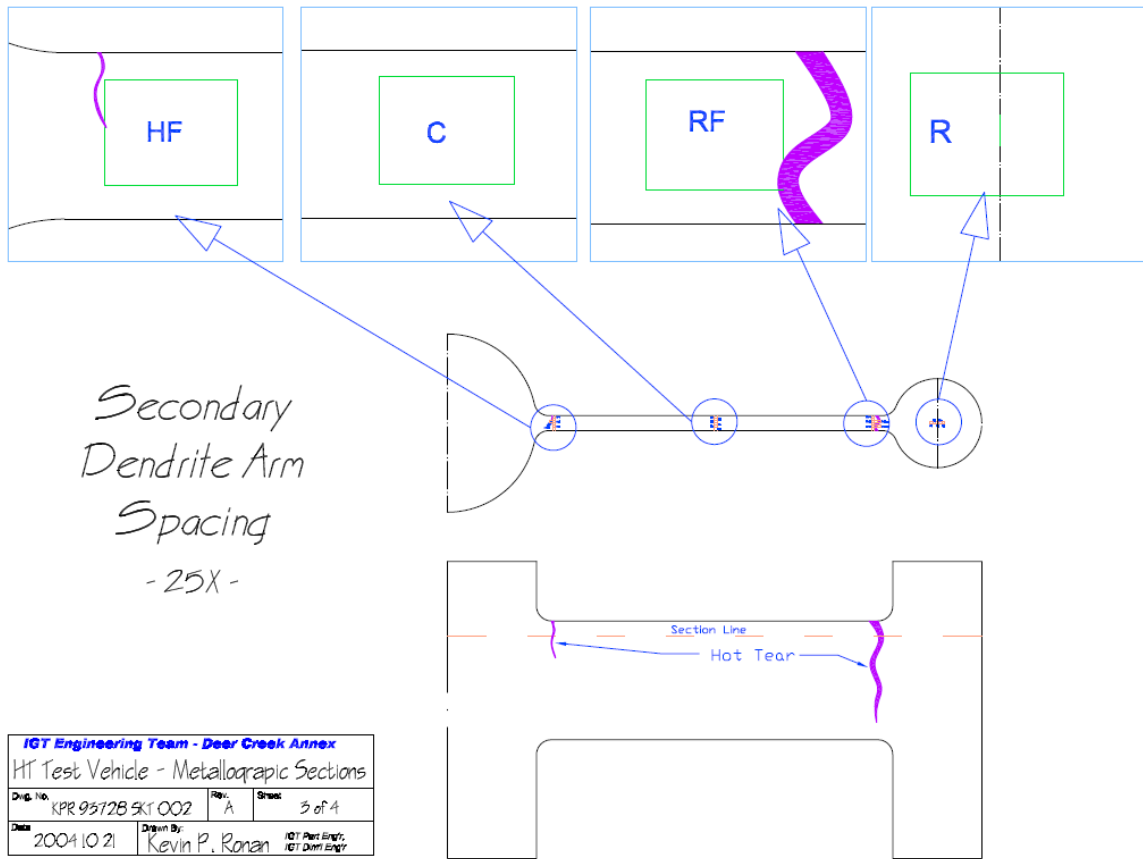 HF
C
RF
R
Secondary
Dendrite Arm
Spacing
- 25X -
Section Line
Hot Tear
IGT Engineering Team - Deer Creek Annex
HT Test Vehicle - Metallograpic Sections
Dwg. No. KPR 93728 SKT 002 Rev. A Sheet 3 of 4
Date 2004 10 21 Drawn By: Kevin P. Ronan IGT Part Eng'r,
IGT Dim'l Eng'r